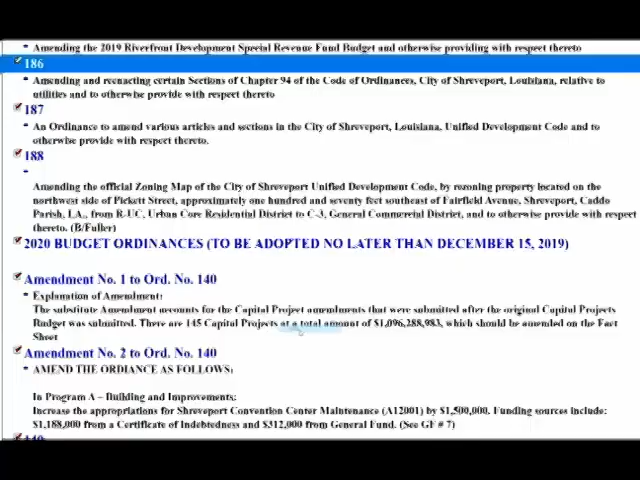 Amending the 2019 Riverfront Development Special Revenue Fund Budget and otherwise providing with respect thereto
186
Amending and reenacting certain Sections of Chapter 94 of the Code of Ordinances, City of Shreveport, Louisiana, relative to
utilities and to otherwise provide with respect thereto
187
An Ordinance to amend various articles and sections in the City of Shreveport, Louisiana, Unified Development Code and to
otherwise provide with respect thereto.
188
Amending the official Zoning Map of the City of Shreveport Unified Development Code, by rezoning property located on the
northwest side of Pickett Street, approximately one hundred and seventy feet southeast of Fairfield Avenue, Shreveport, Caddo
Parish, LA., from R-UC, Urban Core Residential District to C-3, General Commercial District, and to otherwise provide with respect
thereto. (B/Fuller)
2020 BUDGET ORDINANCES (TO BE ADOPTED NO LATER THAN DECEMBER 15, 2019)
Amendment No. 1 to Ord. No. 140
Explanation of Amendment:
The substitute Amendment accounts for the Capital Project amendments that were submitted after the original Capital Projects
Budget was submitted. There are 145 Capital Projects at a total amount of $1,096,288,983, which should be amended on the Fact
Sheet
Amendment No. 2 to Ord. No. 140
AMEND THE ORDIANCE AS FOLLOWS:
In Program A – Building and Improvements:
Increase the appropriations for Shreveport Convention Center Maintenance (A12001) by $1,500,000. Funding sources include:
$1,188,000 from a Certificate of Indebtedness and $312,000 from General Fund. (See GF # 7)